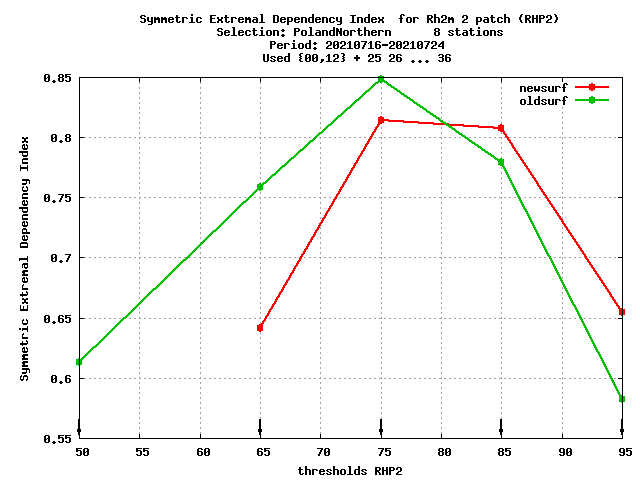 Symmetric Extremal Dependency Index  for Rh2m 2 patch (RHP2)
Selection: PolandNorthern      8 stations
Period: 20210716-20210724
Used {00,12} + 25 26 ... 36
newsurf
oldsurf
0.85
0.8
0.75
0.7
0.65
0.6
0.55
Symmetric Extremal Dependency Index
50 55 60 65 70 75 80 85 90 95
thresholds RHP2